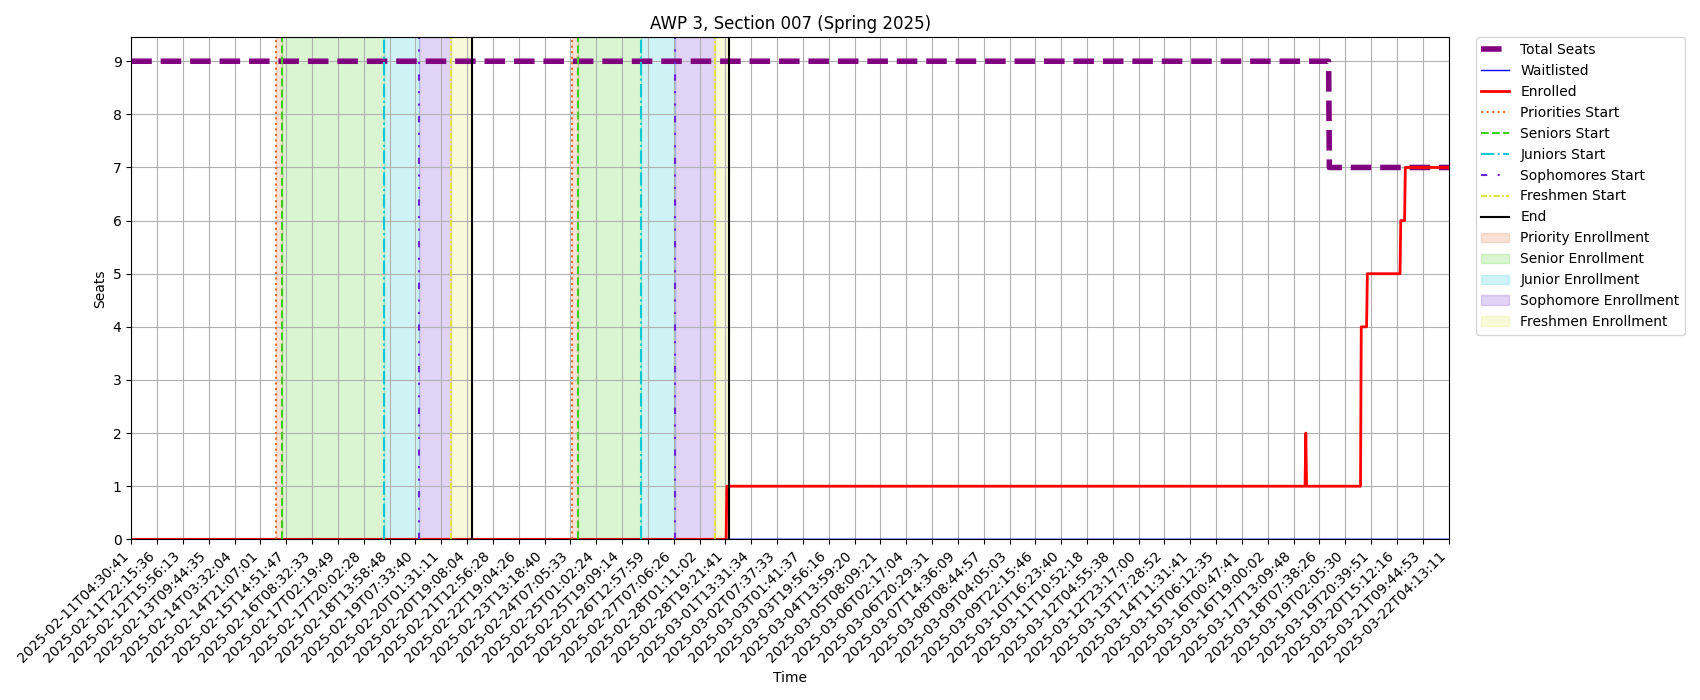 AWP 3, Section 007 (Spring 2025)
Seats
9
8
7
6
5
4
3
2
1
0
2025-02-11T04:30:41
2025-02-11T22:15:36
2025-02-12T15:56:13
2025-02-13T09:44:35
2025-02-14T03:32:04
2025-02-14T21:07:01
2025-02-15T14:51:47
2025-02-16T08:32:33
2025-02-17T02:19:49
2025-02-17T20:02:28
2025-02-18T13:58:48
2025-02-19T07:33:40
2025-02-20T01:31:11
2025-02-20T19:08:04
2025-02-21T12:56:28
2025-02-22T19:04:26
2025-02-23T13:18:40
2025-02-24T07:05:33
2025-02-25T01:02:24
2025-02-25T19:09:14
2025-02-26T12:57:59
2025-02-27T07:06:26
2025-02-28T01:11:02
2025-02-28T19:21:41
2025-03-01T13:31:34
2025-03-02T07:37:33
2025-03-03T01:41:37
2025-03-03T19:56:16
2025-03-04T13:59:20
2025-03-05T08:09:21
2025-03-06T02:17:04
2025-03-06T20:29:31
2025-03-07T14:36:09
2025-03-08T08:44:57
2025-03-09T04:05:03
2025-03-09T22:15:46
2025-03-10T16:23:40
2025-03-11T10:52:18
2025-03-12T04:55:38
2025-03-12T23:17:00
2025-03-13T17:28:52
2025-03-14T11:31:41
2025-03-15T06:12:35
2025-03-16T00:47:41
2025-03-16T19:00:02
2025-03-17T13:09:48
2025-03-18T07:38:26
2025-03-19T02:05:30
2025-03-19T20:39:51
2025-03-20T15:12:16
2025-03-21T09:44:53
2025-03-22T04:13:11
Time
Total Seats
Waitlisted
Enrolled
Priorities Start
Seniors Start
Juniors Start
Sophomores Start
Freshmen Start
End
Priority Enrollment
Senior Enrollment
Junior Enrollment
Sophomore Enrollment
Freshmen Enrollment